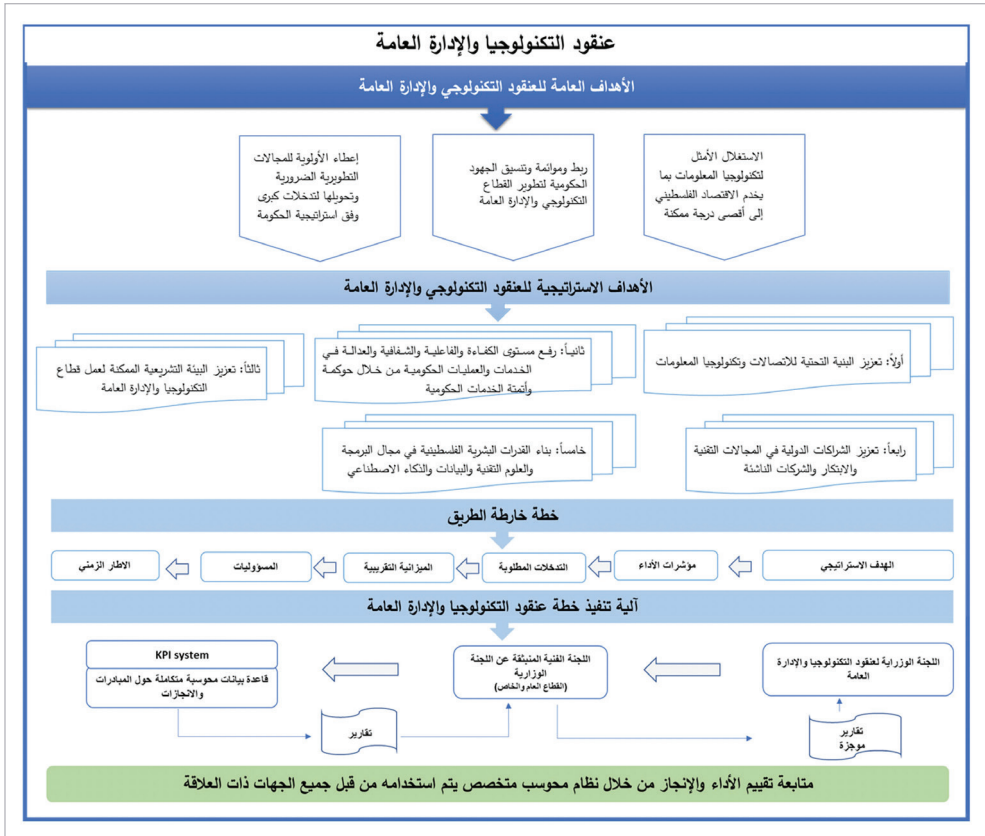 عنقود التكنولوجيا والإدارة العامة
الأهداف العامة للعنقود التكنولوجي والإدارة العامة
الاستغلال الأمثل
لتكنولوجيا المعلومات بما
يخدم الاقتصاد الفلسطيني
إلى أقصى درجة ممكنة
ربط وموائمة وتنسيق الجهود
الحكومية لتطوير القطاع
التكنولوجي والإدارة العامة
إعطاء الأولوية للمجالات
التطويرية الضرورية
وتحويلها لتدخلات كبرى
وفق استراتيجية الحكومة
الأهداف الاستراتيجية للعنقود التكنولوجي والإدارة العامة
أولاً: تعزيز البنية التحتية للاتصالات وتكنولوجيا المعلومات
ثانياً: رفع مستوى الكفاءة والفاعلية والشفافية والعدالة في
الخدمات والعمليات الحكومية من خلال حوكمة
وأتمتة الخدمات الحكومية
ثالثاً: تعزيز البيئة التشريعية الممكنة لعمل قطاع
التكنولوجيا والإدارة العامة
رابعاً: تعزيز الشراكات الدولية في المجالات التقنية
والابتكار والشركات الناشئة
خامساً: بناء القدرات البشرية الفلسطينية في مجال البرمجة
والعلوم التقنية والبيانات والذكاء الاصطناعي
خطة خارطة الطريق
الهدف الاستراتيجي
مؤشرات الأداء
التدخلات المطلوبة
الميزانية التقريبية
المسؤوليات
الاطار الزمني
آلية تنفيذ خطة عنقود التكنولوجيا والإدارة العامة
اللجنة الوزراية لعنقود التكنولوجيا والإدارة
العامة
اللجنة الفنية المنبثقة عن اللجنة
الوزارية
(القطاع العام والخاص)
KPI system
قاعدة بيانات محوسبة متكاملة حول المبادرات
والانجازات
تقارير
تقارير
موجزة
متابعة تقييم الأداء والإنجاز من خلال نظام محوسب متخصص يتم استخدامه من قبل جميع الجهات ذات العلاقة